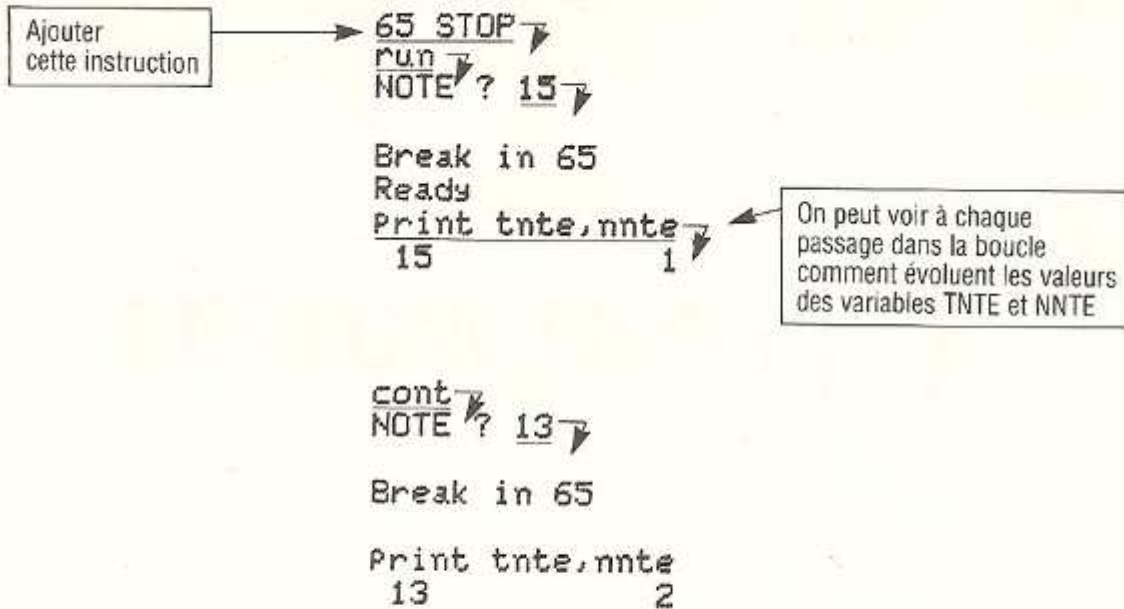 Ajouter
cette instruction
65 STOP
run
NOTE ? 15
Break in 65
Ready
Print tnte,nnte
15 1
On peut voir à chaque
passage dans la boucle
comment évoluent les valeurs
des variables TNTE et NNTE
cont
NOTE ? 13
Break in 65
Print tnte,nnte
13 2